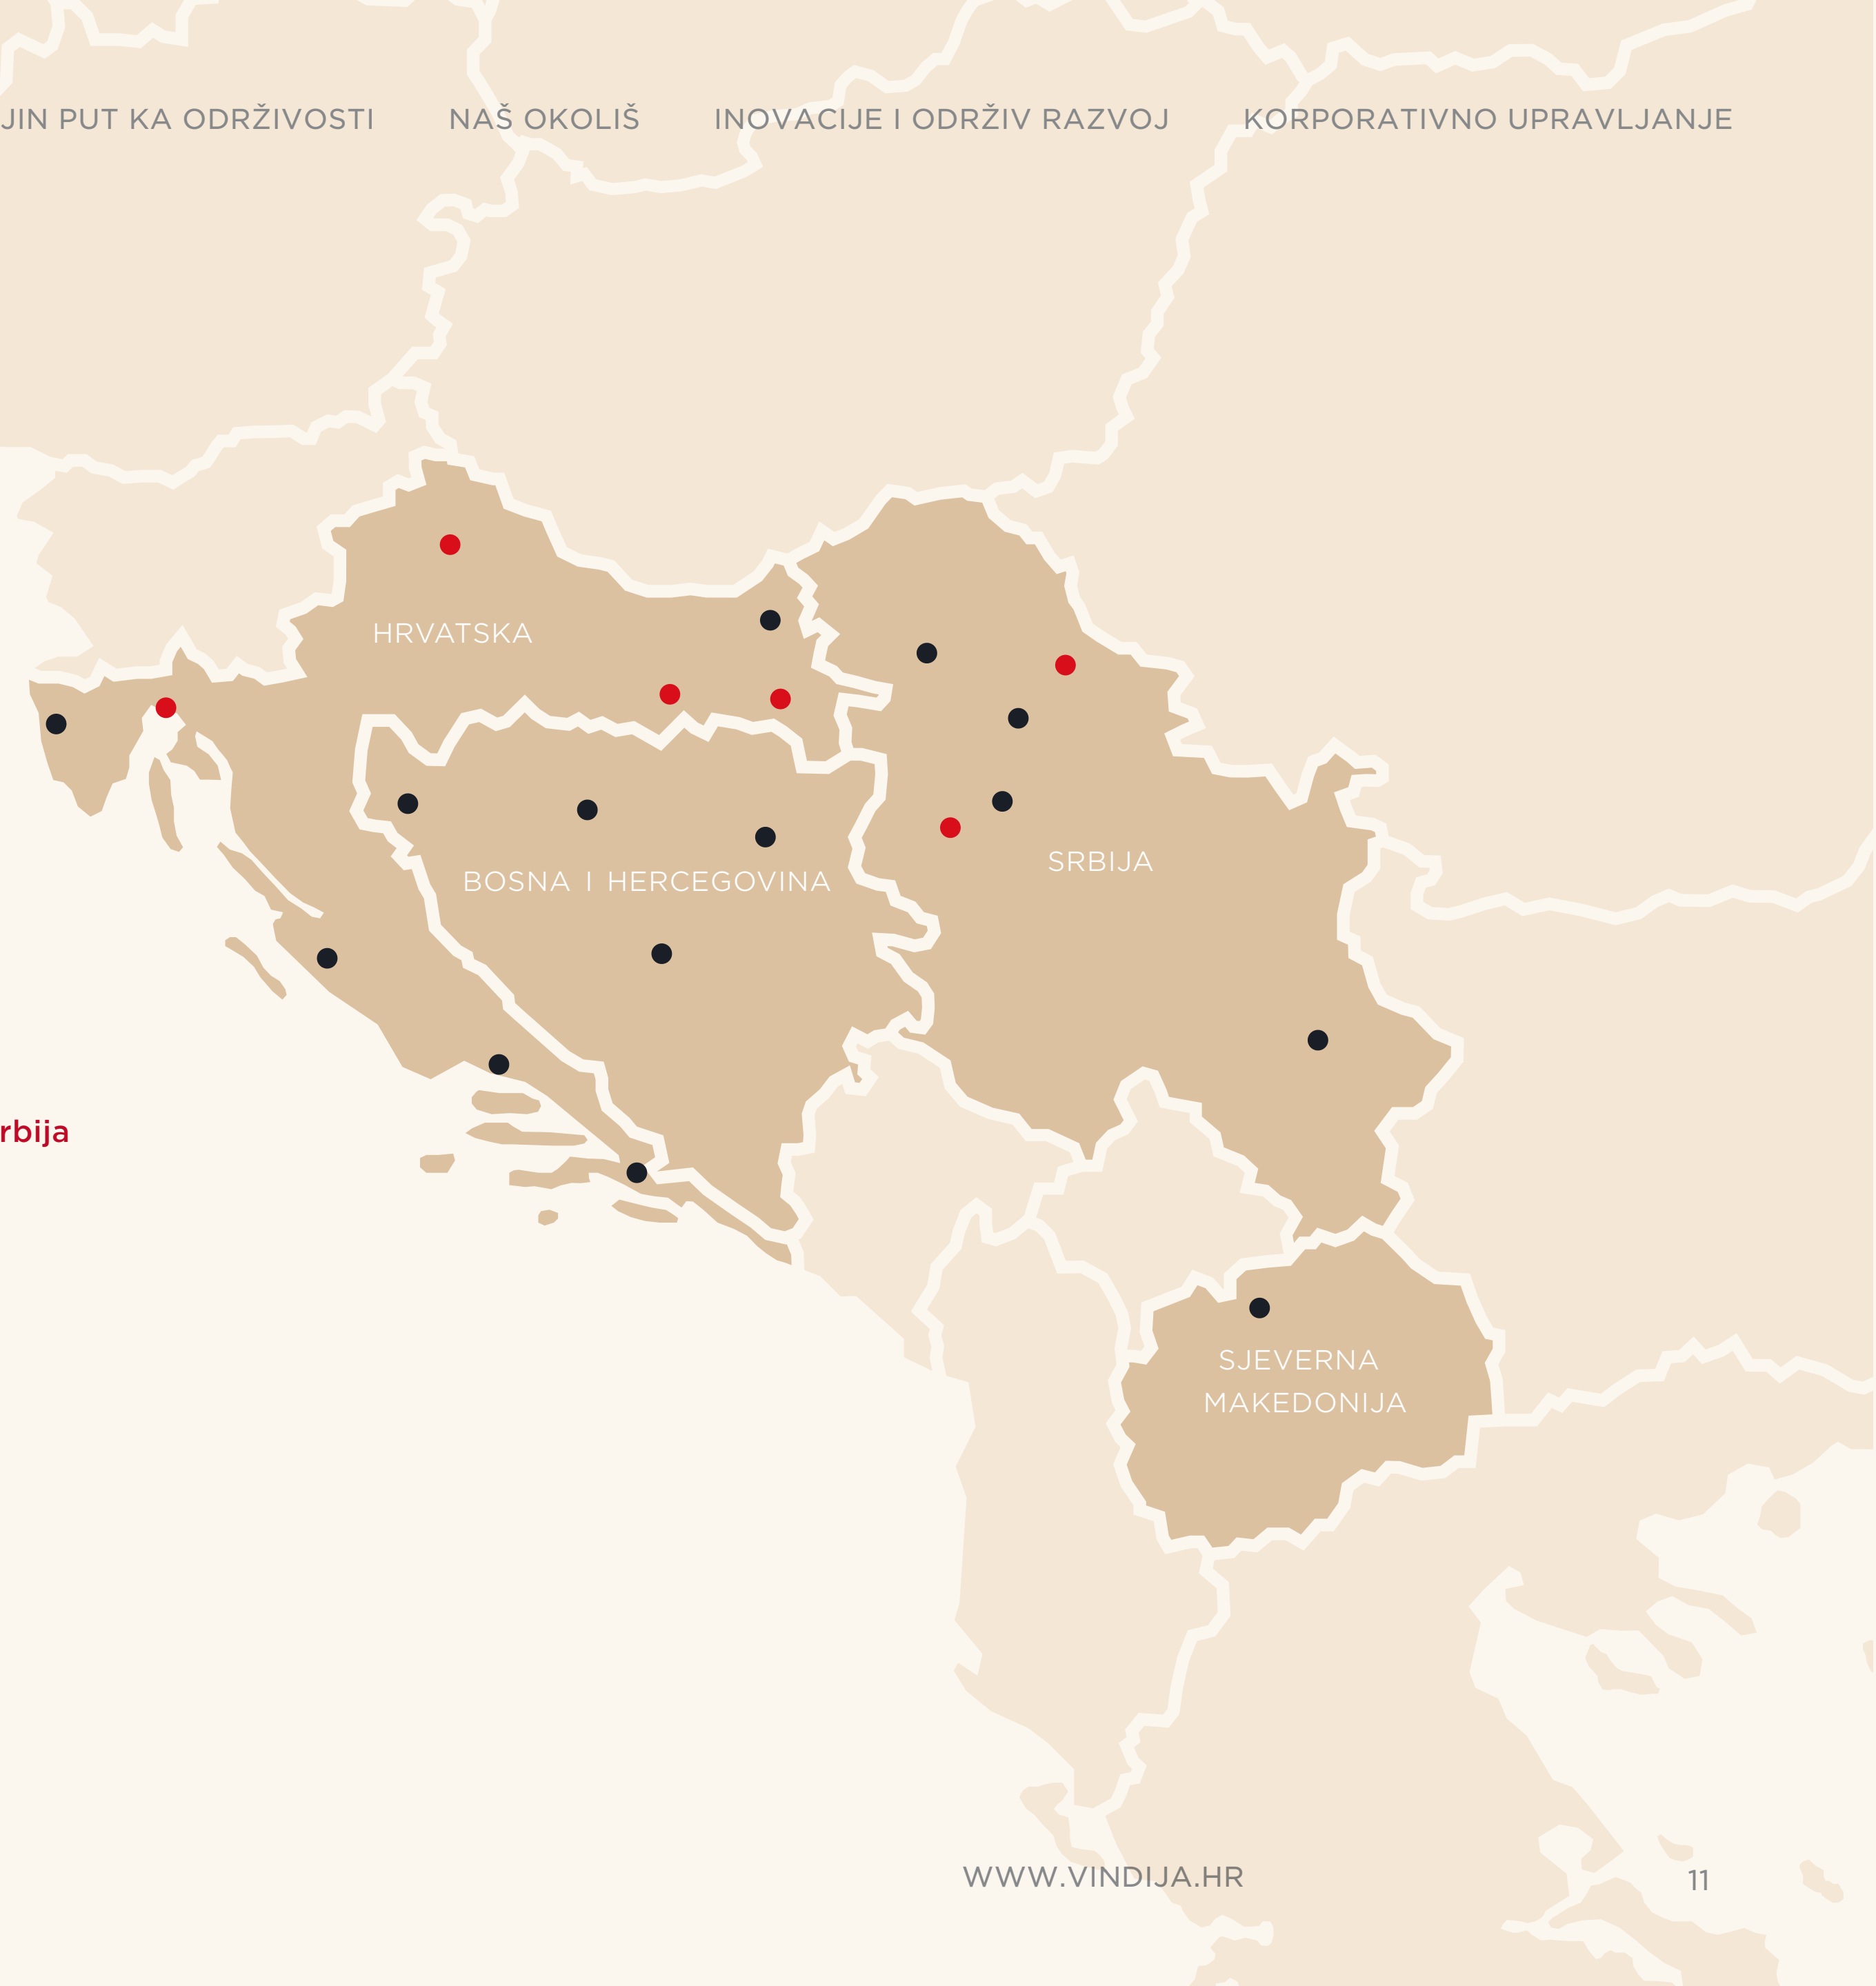 JIN PUT KA ODRŽIVOSTI NAŠ OKOLIŠ INOVACIJE I ODRŽIV RAZVOJ KORPORATIVNO UPRAVLJANJE
HRVATSKA
SRBIJA
BOSNA I HERCEGOVINA
rbija
SJEVERNA
MAKEDONIJA
WWW.VINDIJA.HR 11